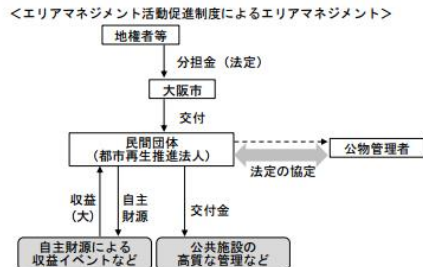 ＜エリアマネジメント活動促進制度によるエリアマネジメント＞
地権者等
分担金（法定）
大阪市
交付
民間団体
（都市再生推進法人）
公物管理者
法定の協定
収益
（大）
自主
財源
交付金
自主財源による
収益イベントなど
公共施設の
高質な管理など